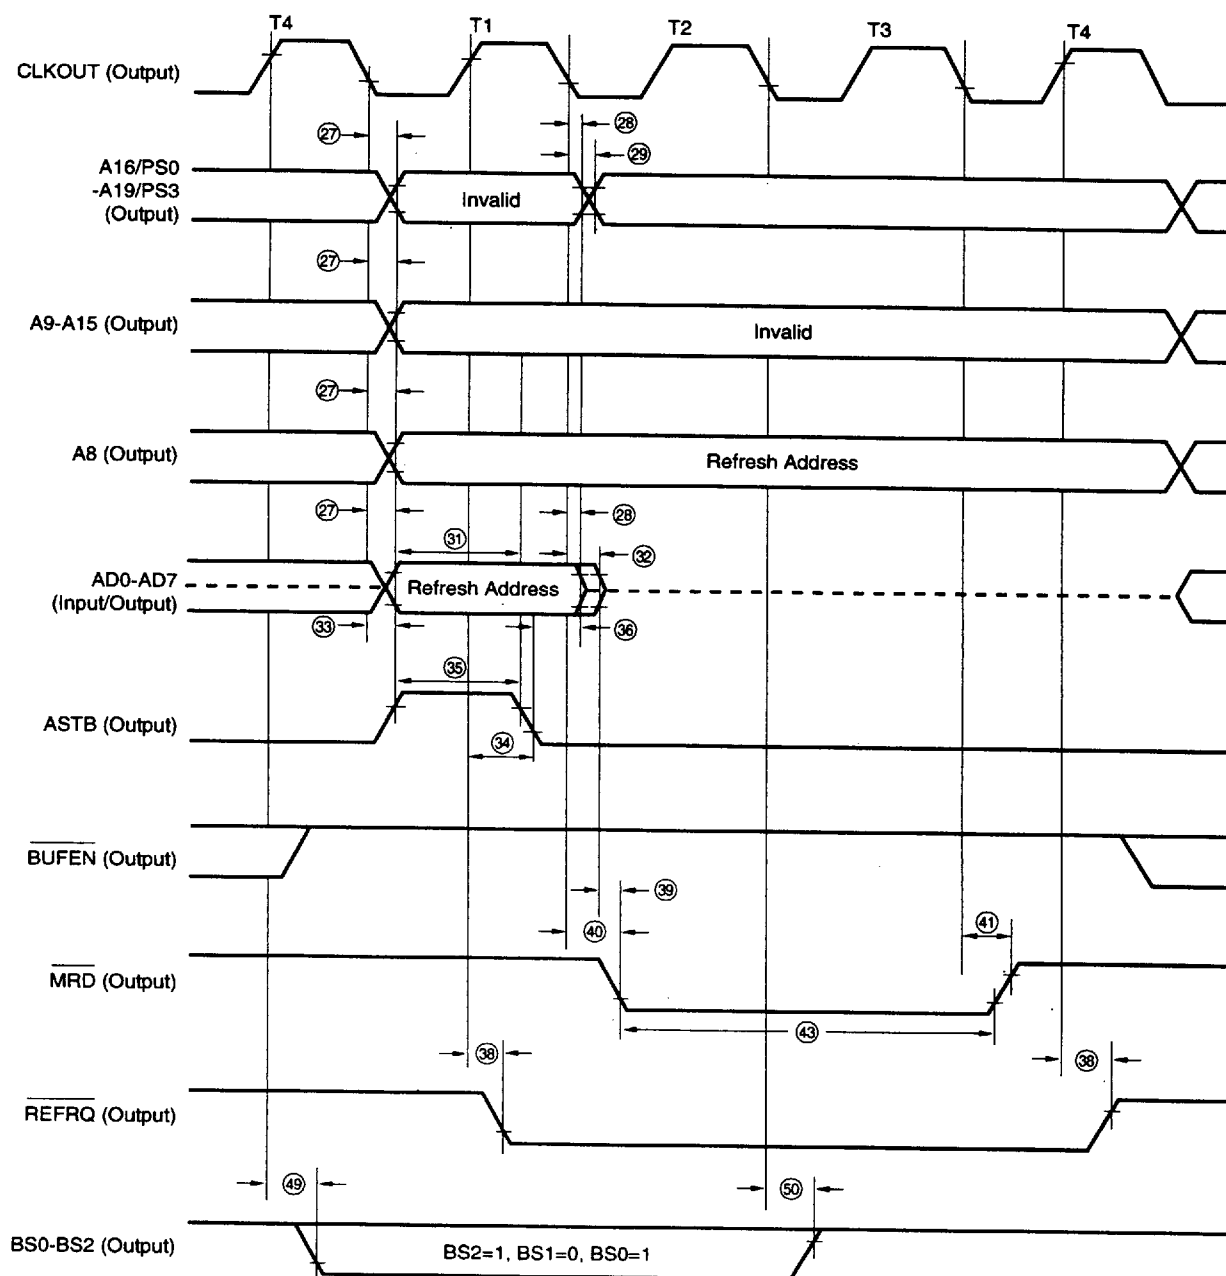 T4 T1 T2 T3 T4
CLKOUT (Output)
27 28
29
A16/PS0
-A19/PS3
(Output)
Invalid
27
A9-A15 (Output)
Invalid
27
A8 (Output)
Refresh Address
27 28
31 32
AD0-AD7
(Input/Output)
Refresh Address
33 36
35
ASTB (Output)
34
BUFEN (Output)
39
40 41
MRD (Output)
43
38 38
REFRQ (Output)
49 50
BS0-BS2 (Output)
BS2=1, BS1=0, BS0=1